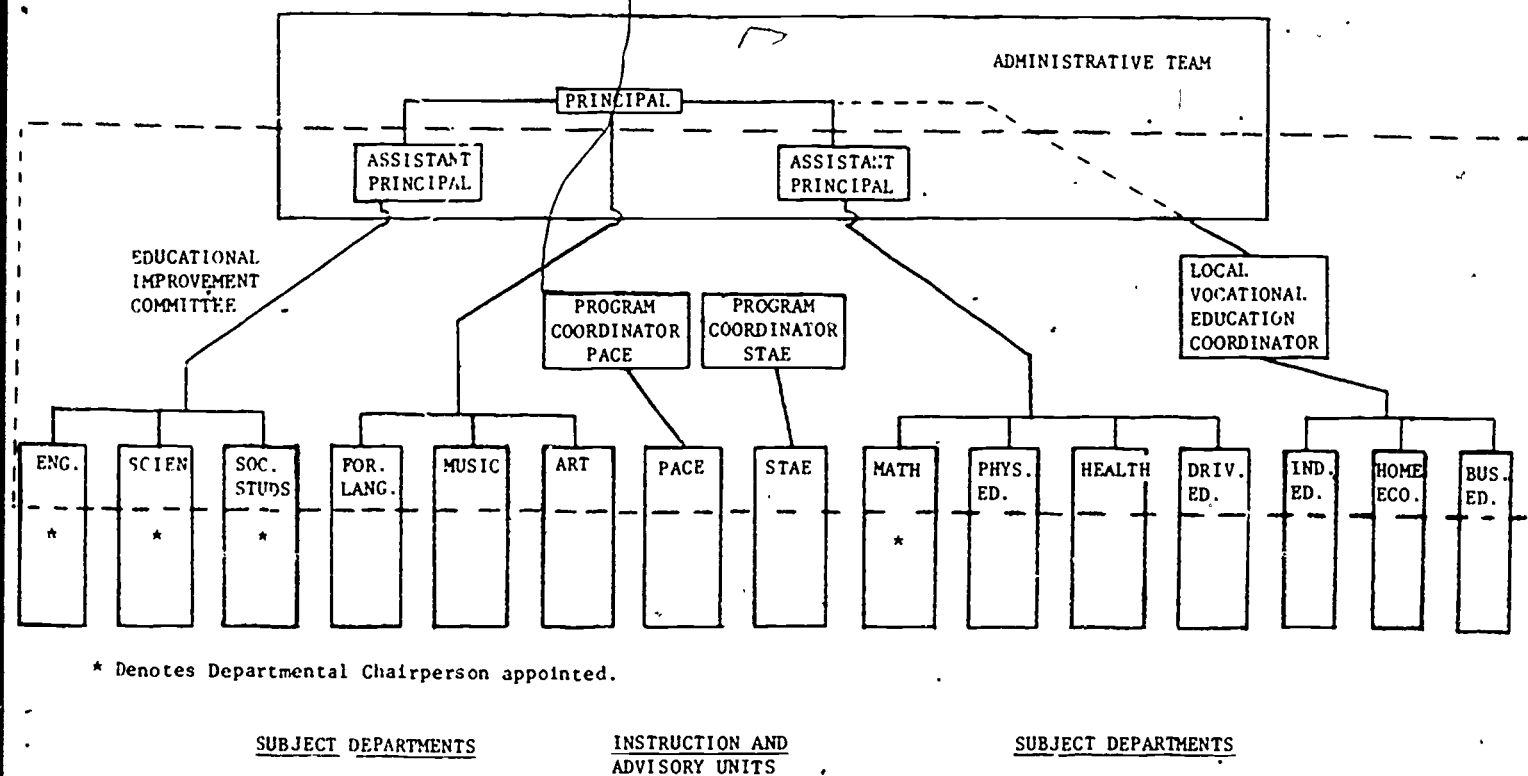 ADMINISTRATIVE TEAM
PRINCIPAL
ASSISTANT
PRINCIPAL
ASSISTANT
PRINCIPAL
EDUCATIONAL
IMPROVEMENT
COMMITTEE
PROGRAM
COORDINATOR
PACE
PROGRAM
COORDINATOR
STAE
LOCAL
VOCATIONAL
EDUCATION
COORDINATOR
ENG.
*
SCIEN
*
SOC.
STUDS
*
FOR.
LANG.
MUSIC
ART
PACE
STAE
MATH
*
PHYS.
ED.
HEALTH
DRIV.
ED.
IND.
ED.
HOME
ECO.
BUS.
ED.
* Denotes Departmental Chairperson appointed.
SUBJECT DEPARTMENTS
INSTRUCTION AND
ADVISORY UNITS
SUBJECT DEPARTMENTS